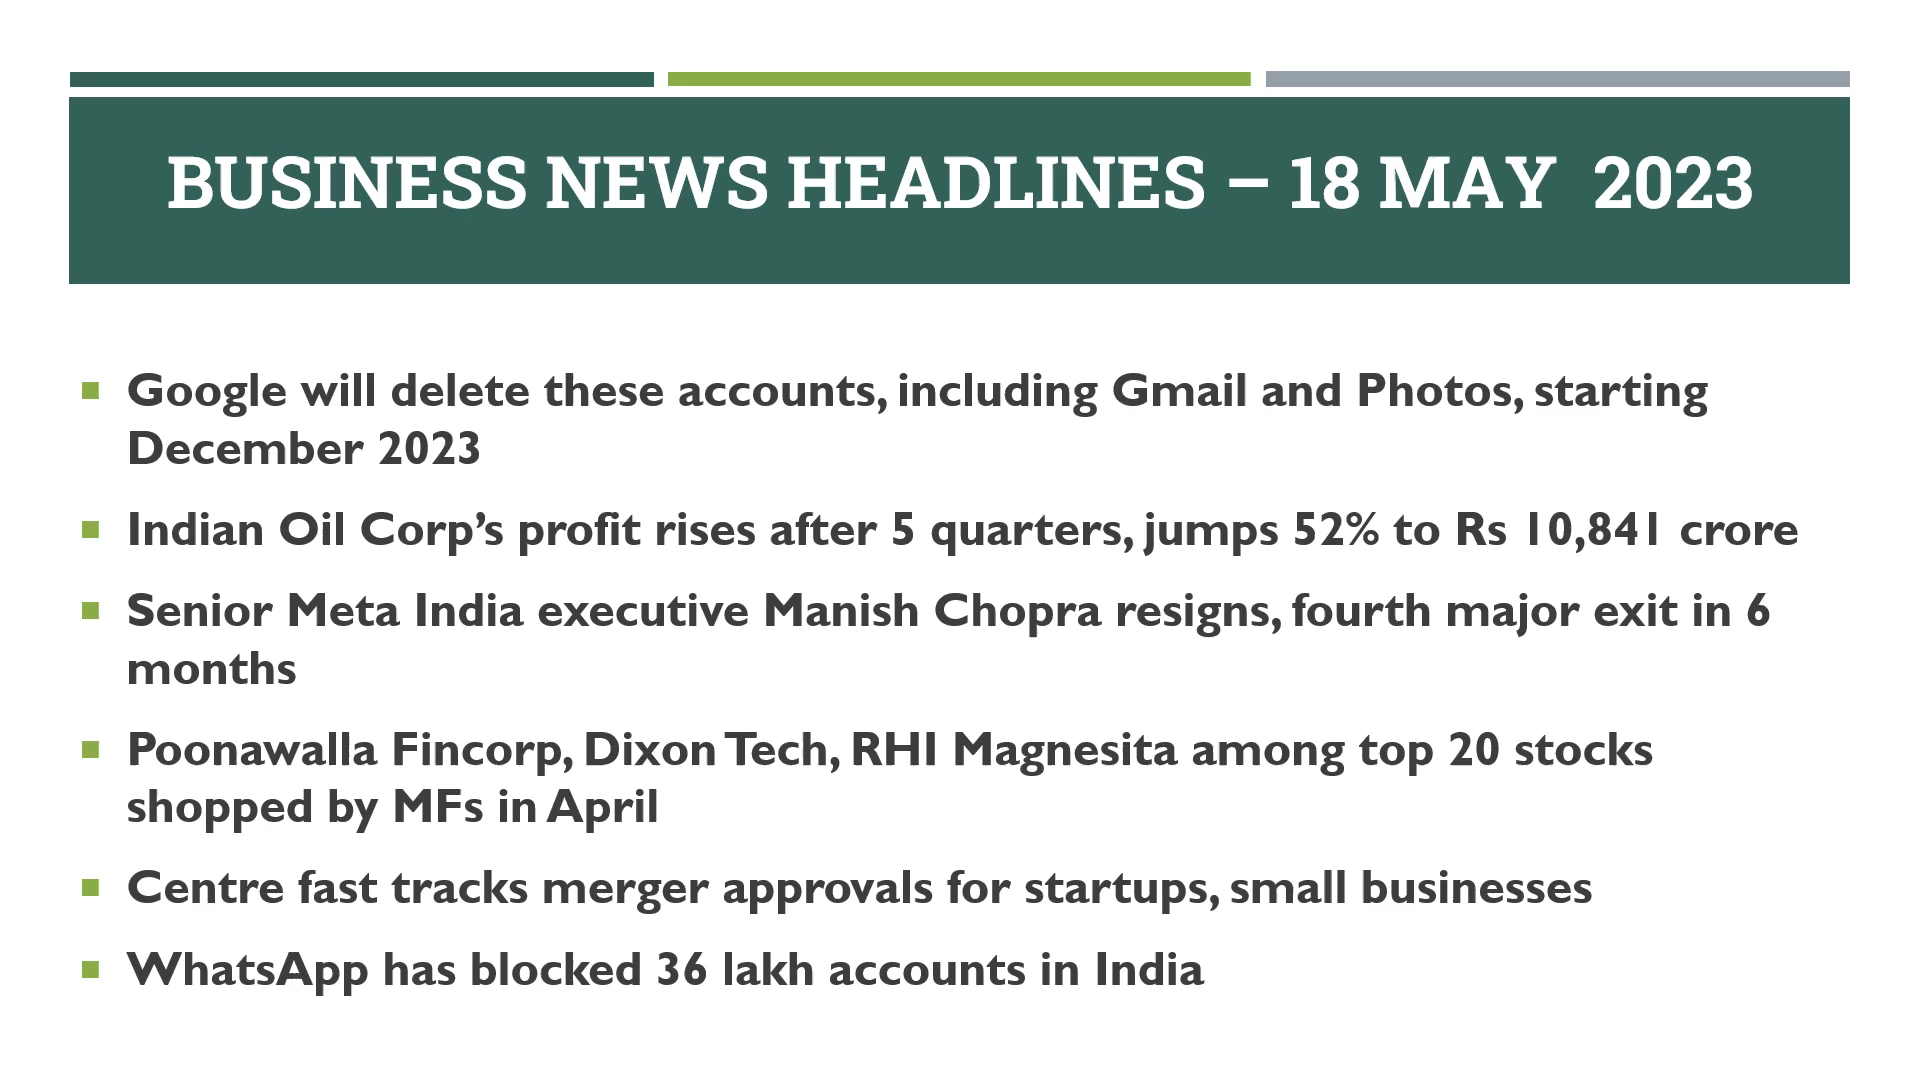 BUSINESS NEWS HEADLINES – 18 MAY 2023
Google will delete these accounts, including Gmail and Photos, starting
December 2023
Indian Oil Corp’s profit rises after 5 quarters, jumps 52% to Rs 10,841 crore
Senior Meta India executive Manish Chopra resigns, fourth major exit in 6
months
Poonawalla Fincorp, Dixon Tech, RHI Magnesita among top 20 stocks
shopped by MFs in April
Centre fast tracks merger approvals for startups, small businesses
WhatsApp has blocked 36 lakh accounts in India